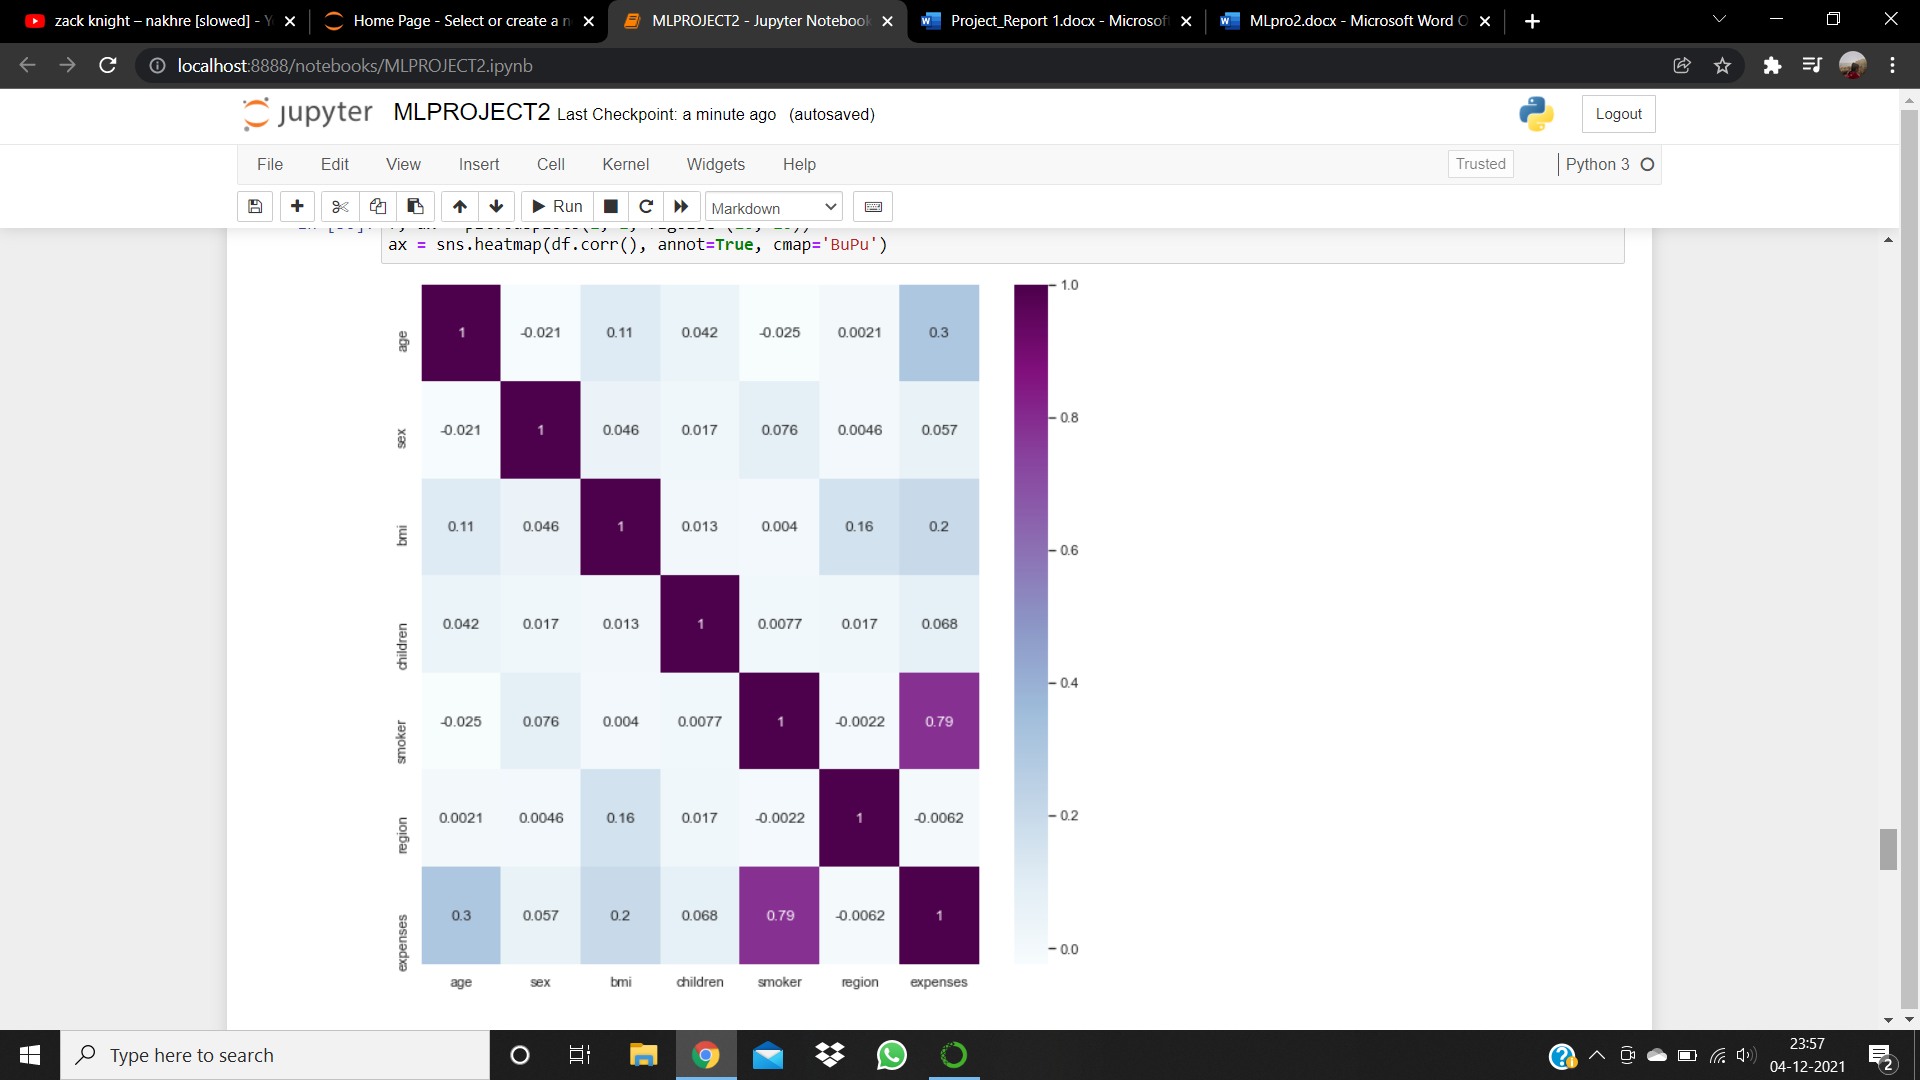 zack knight – nakhre [slowed] - Y
Home Page - Select or create a n
MLPROJECT2 - Jupyter Notebook
Project_Report 1.docx - Microsof
MLpro2.docx - Microsoft Word O
localhost:8888/notebooks/MLPROJECT2.ipynb
jupyter MLPROJECT2 Last Checkpoint: a minute ago (autosaved)
Logout
File Edit View Insert Cell Kernel Widgets Help
Trusted Python 3
Run Markdown
ax = sns.heatmap(df.corr(), annot=True, cmap='BuPu')
age 1 -0.021 0.11 0.042 -0.025 0.0021 0.3
sex -0.021 1 0.046 0.017 0.076 0.0046 0.057
bmi 0.11 0.046 1 0.013 0.004 0.16 0.2
children 0.042 0.017 0.013 1 0.0077 0.017 0.068
smoker -0.025 0.076 0.004 0.0077 1 -0.0022 0.79
region 0.0021 0.0046 0.16 0.017 -0.0022 1 -0.0062
expenses 0.3 0.057 0.2 0.068 0.79 -0.0062 1
age sex bmi children smoker region expenses
1.0
0.8
0.6
0.4
0.2
0.0
Type here to search
23:57
04-12-2021
2